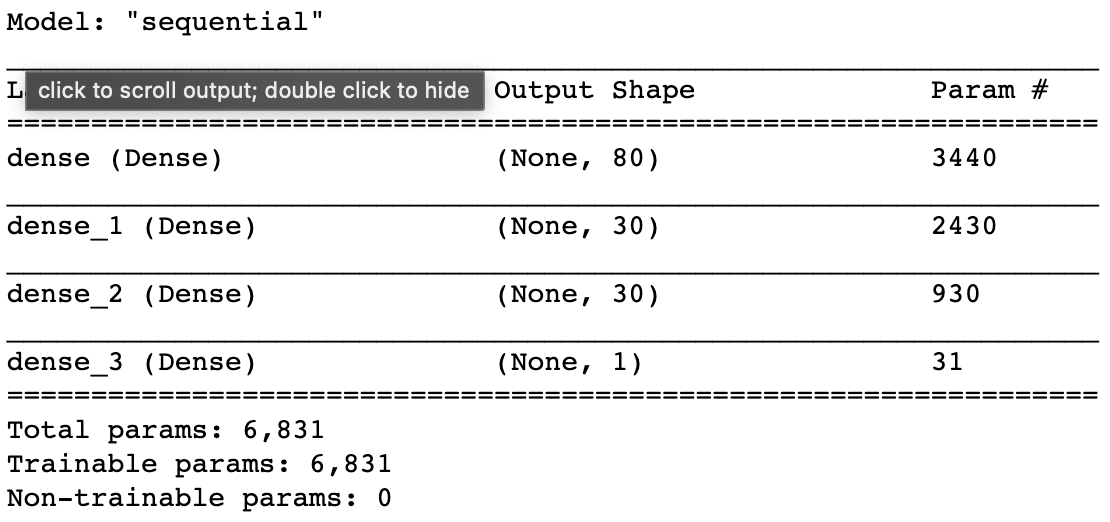 Model: "sequential"
click to scroll output; double click to hide Output Shape Param #
dense (Dense) (None, 80) 3440
dense_1 (Dense) (None, 30) 2430
dense_2 (Dense) (None, 30) 930
dense_3 (Dense) (None, 1) 31
Total params: 6,831
Trainable params: 6,831
Non-trainable params: 0